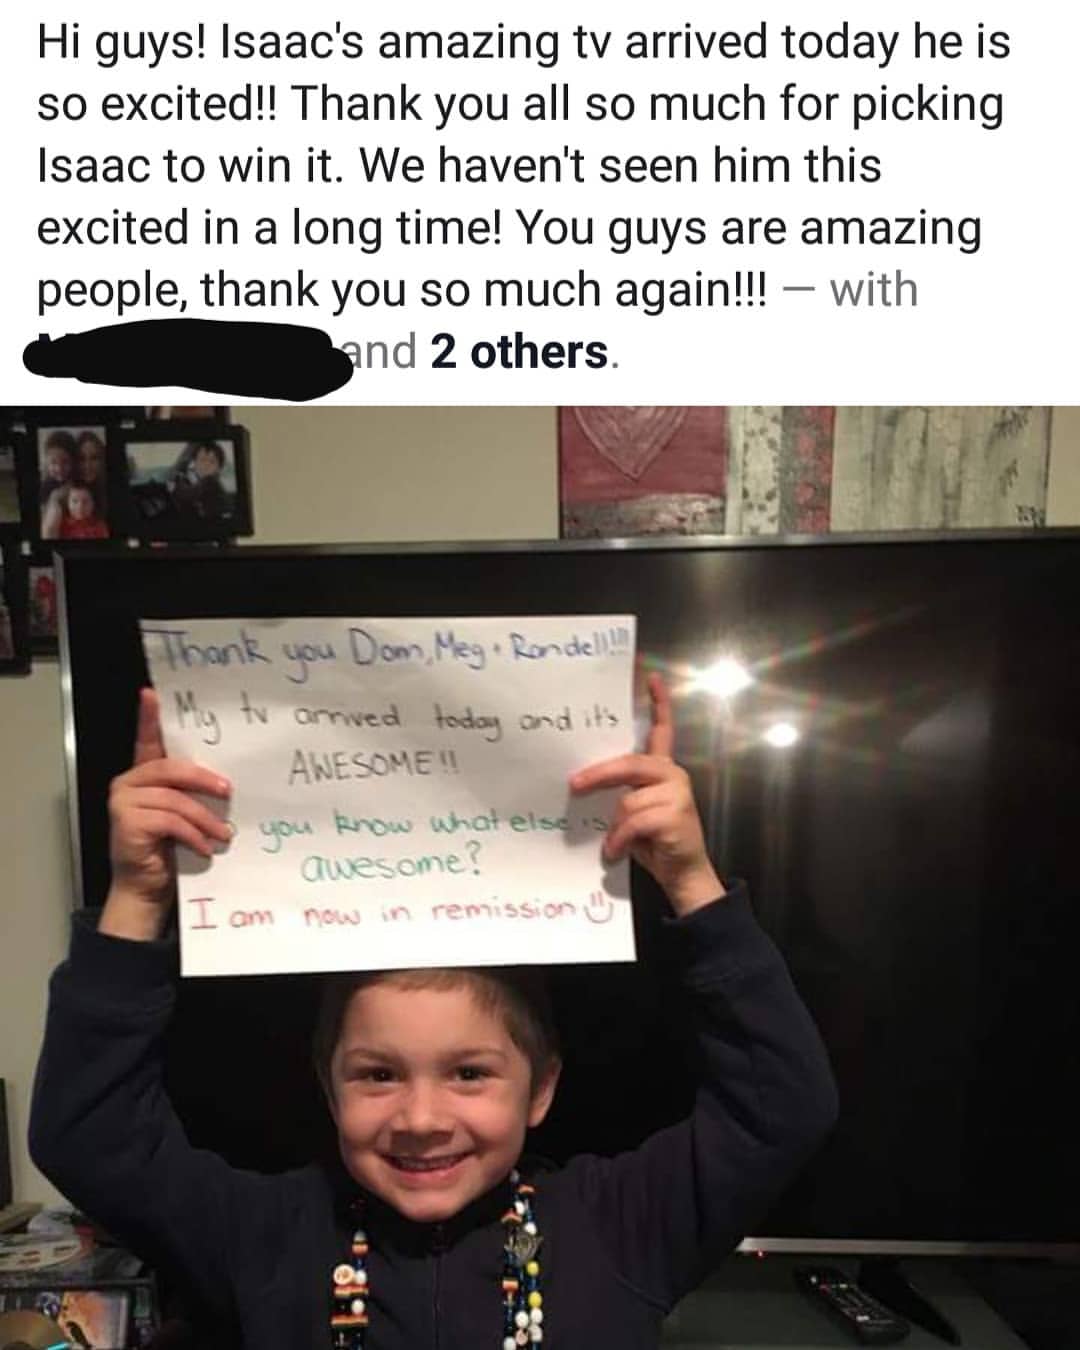 Hi guys! Isaac's amazing tv arrived today he is
so excited!! Thank you all so much for picking
Isaac to win it. We haven't seen him this
excited in a long time! You guys are amazing
people, thank you so much again!!! — with
and 2 others.
Thank you Dom, Meg + Rondell!!!!
My tv arrived today and it's
AWESOME!!
you know what else is
awesome?
I am now in remission